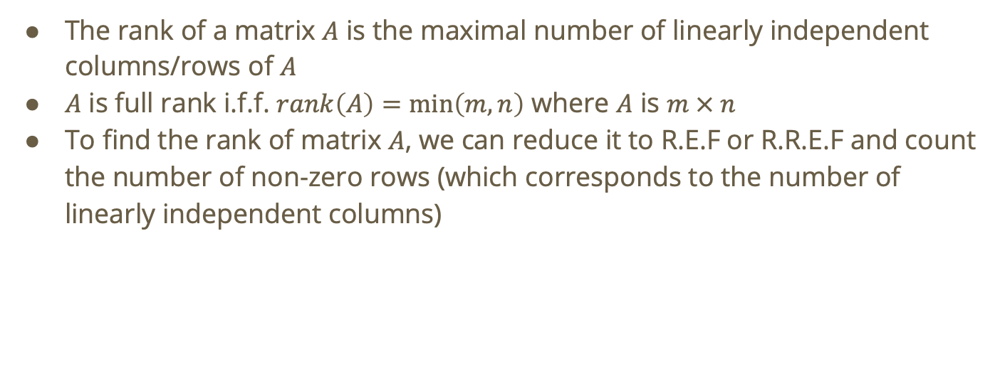 ● The rank of a matrix A is the maximal number of linearly independent
columns/rows of A
● A is full rank i.f.f. rank(A) = min(m, n) where A is m × n
● To find the rank of matrix A, we can reduce it to R.E.F or R.R.E.F and count
the number of non-zero rows (which corresponds to the number of
linearly independent columns)